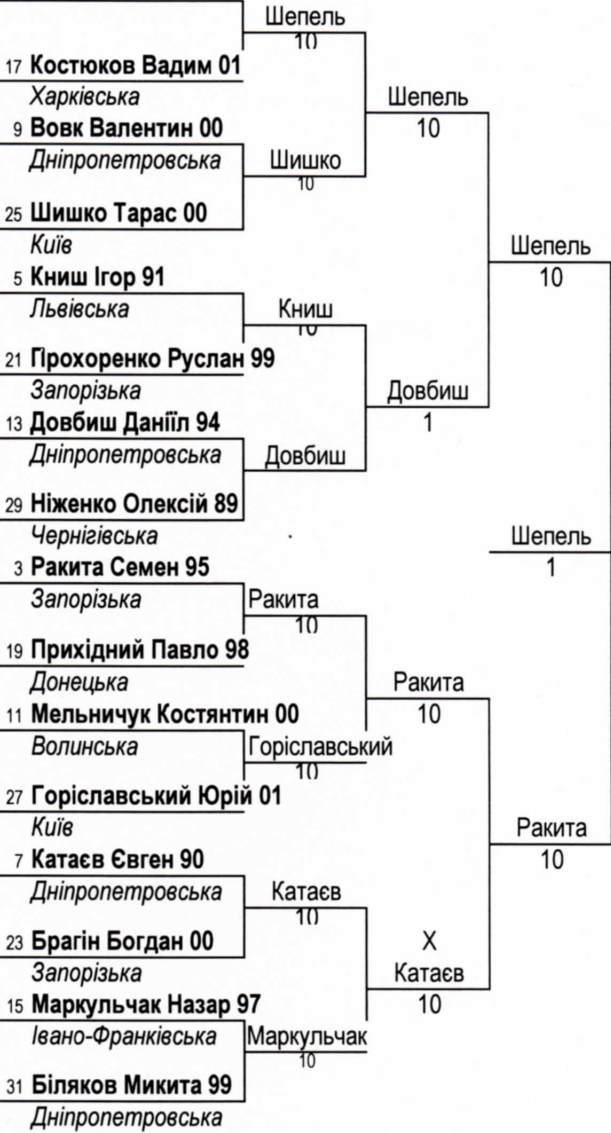 Шепель
10
17 Костюков Вадим 01
Харківська
Шепель
10
9 Вовк Валентин 00
Дніпропетровська
Шишко
10
25 Шишко Тарас 00
Київ
Шепель
10
5 Книш Ігор 91
Львівська
Книш
10
21 Прохоренко Руслан 99
Запорізька
Довбиш
1
13 Довбиш Даніїл 94
Дніпропетровська
Довбиш
29 Ніженко Олексій 89
Чернігівська
Шепель
1
3 Ракита Семен 95
Запорізька
Ракита
10
19 Прихідний Павло 98
Донецька
Ракита
10
11 Мельничук Костянтин 00
Волинська
Горіславський
10
27 Горіславський Юрій 01
Київ
Ракита
10
7 Катаєв Євген 90
Дніпропетровська
Катаєв
10
23 Брагін Богдан 00
Запорізька
X
Катаєв
10
15 Маркульчак Назар 97
Івано-Франківська
Маркульчак
10
31 Біляков Микита 99
Дніпропетровська